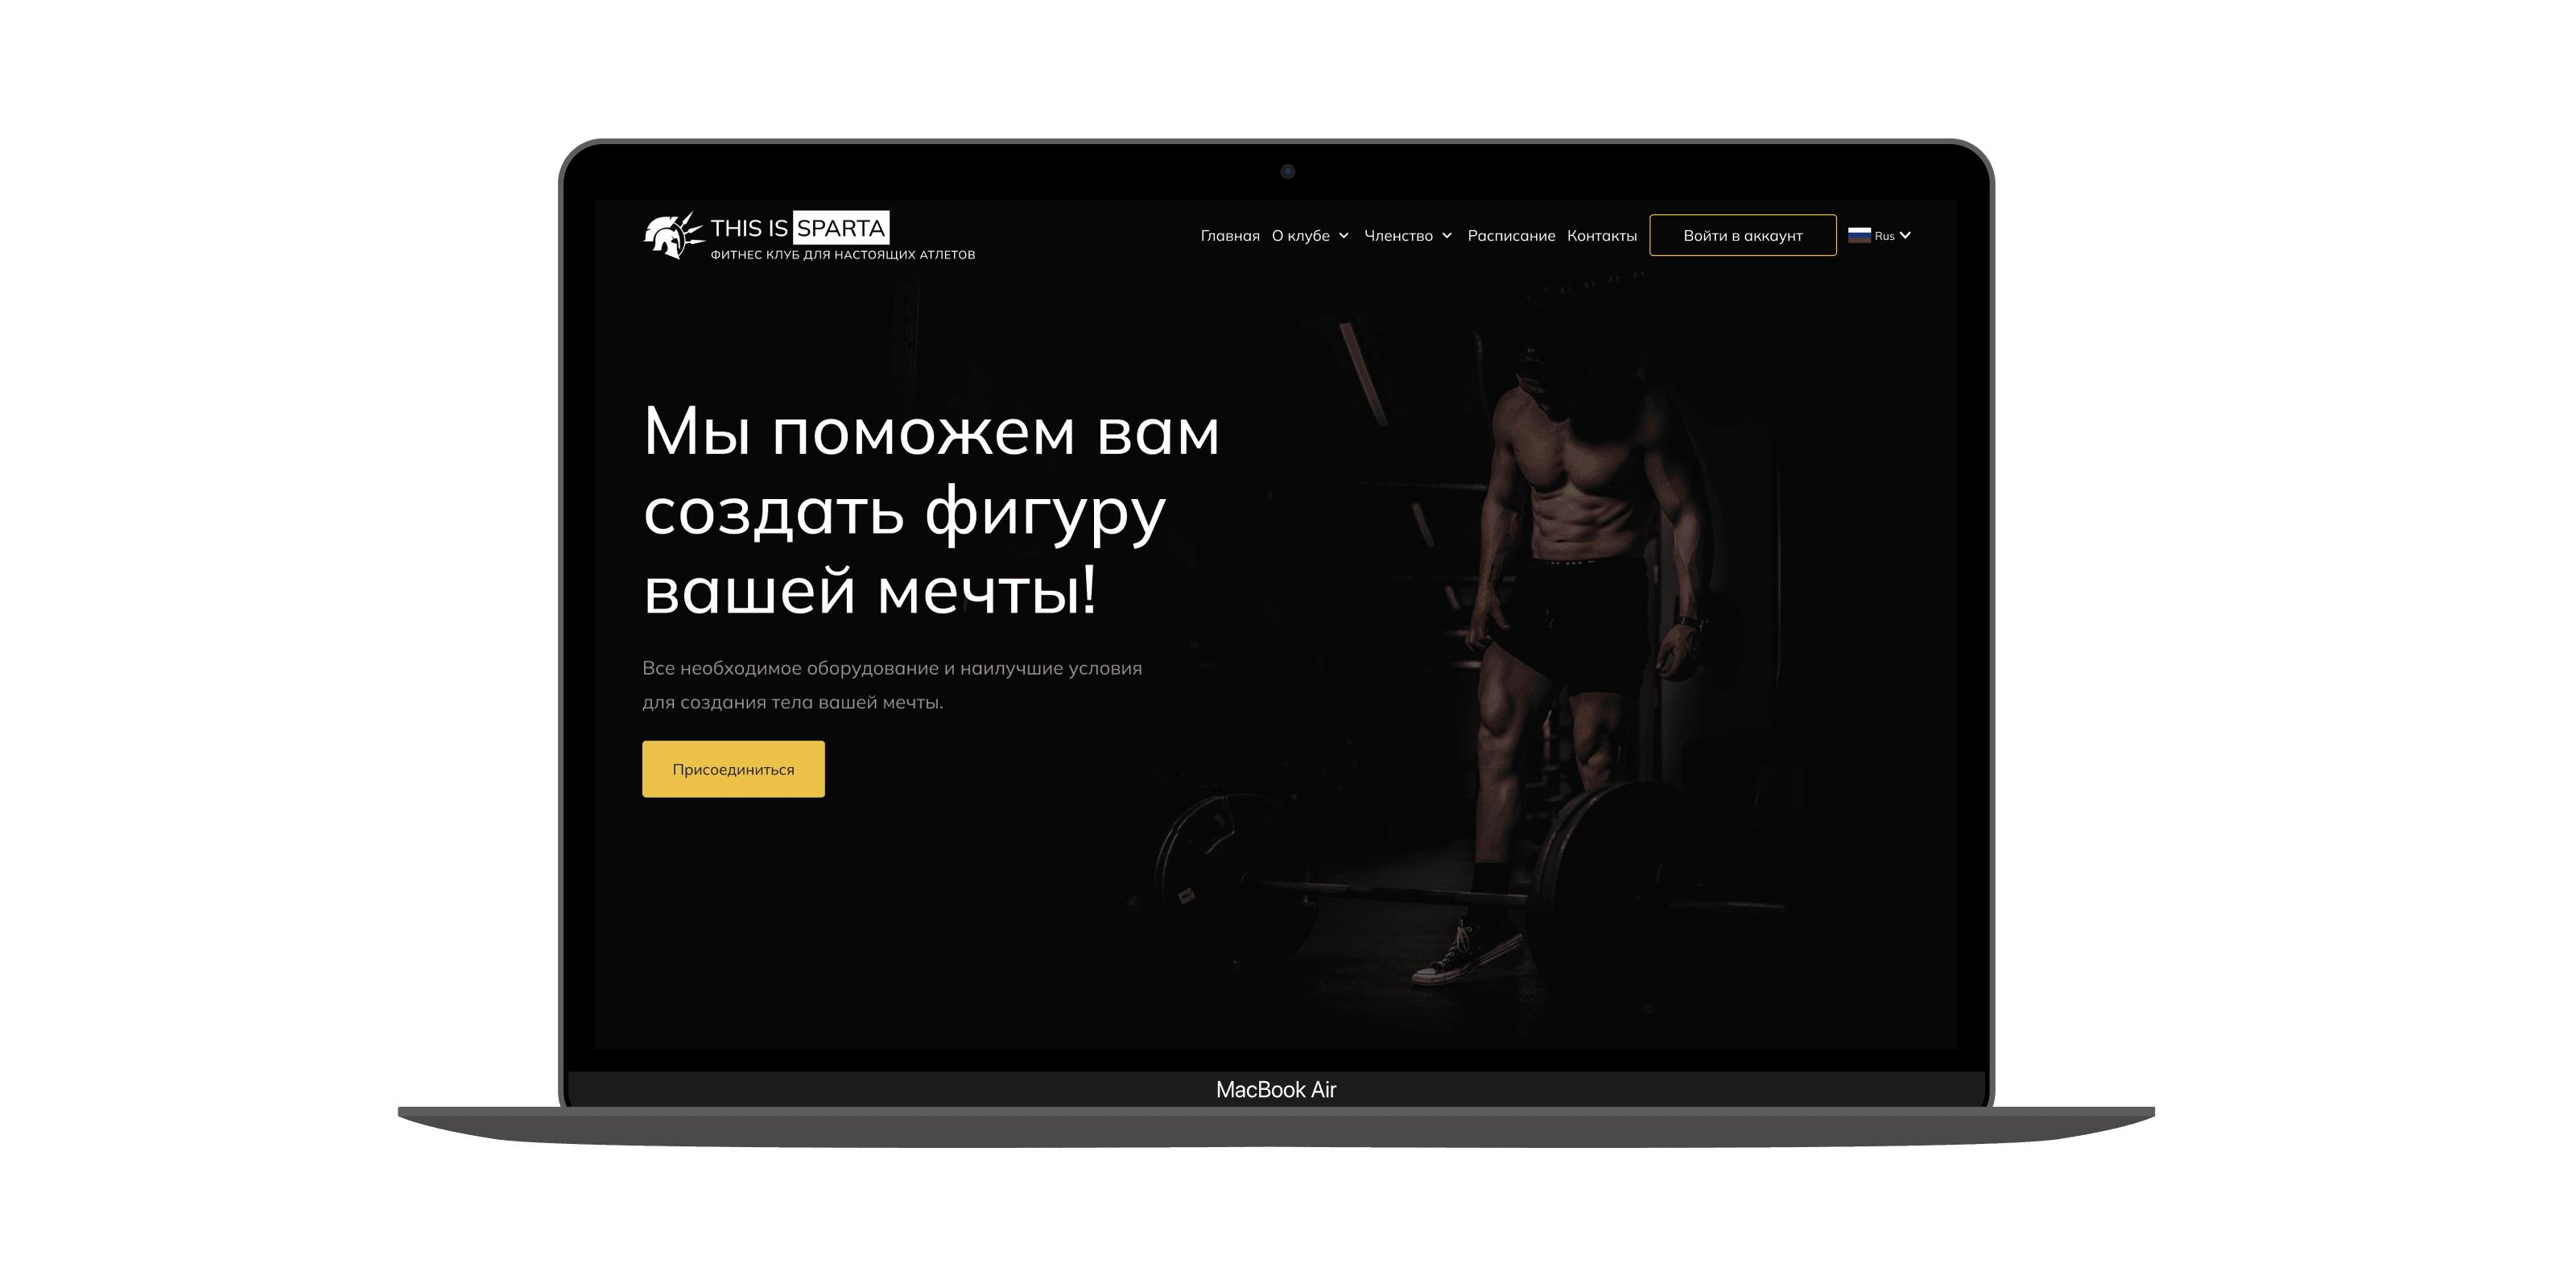 THIS IS SPARTA
ФИТНЕС КЛУБ ДЛЯ НАСТОЯЩИХ АТЛЕТОВ
Главная О клубе Членство Расписание Контакты Войти в аккаунт Rus
Мы поможем вам
создать фигуру
вашей мечты!
Все необходимое оборудование и наилучшие условия
для создания тела вашей мечты.
Присоединиться
MacBook Air